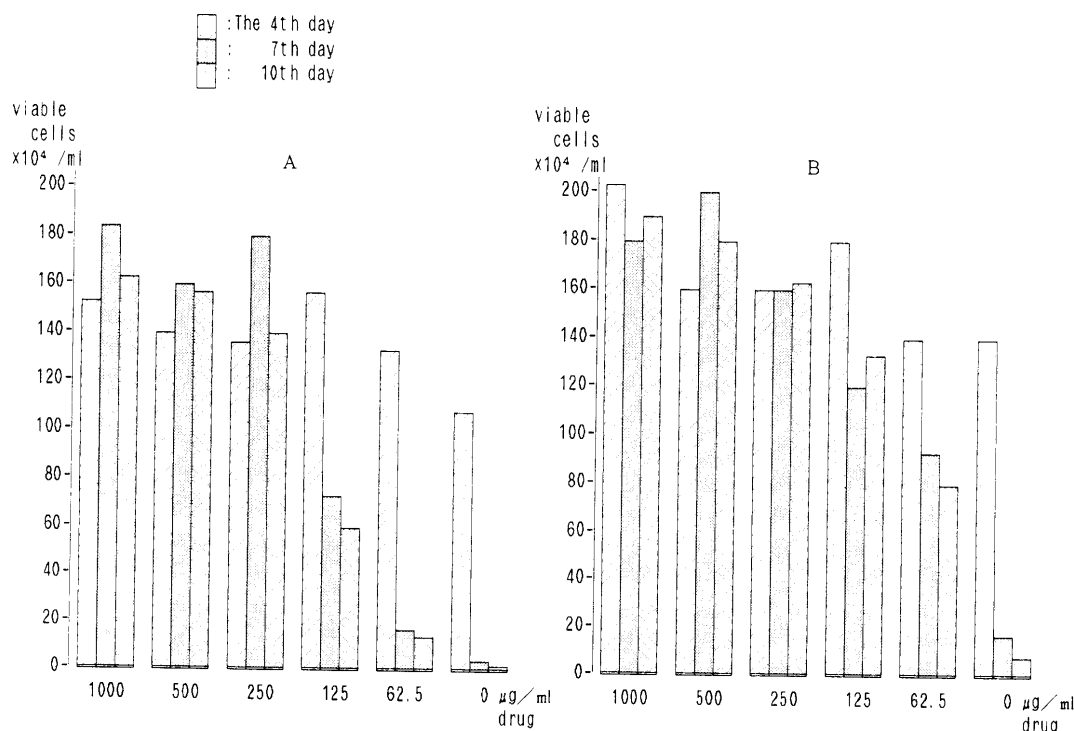 :The 4th day
: 7th day
: 10th day
viable
cells
x10⁴ /ml
A
200
180
160
140
120
100
80
60
40
20
0
1000 500 250 125 62.5 0 μg/ml
drug
viable
cells
x10⁴ /ml
B
200
180
160
140
120
100
80
60
40
20
0
1000 500 250 125 62.5 0 μg/ml
drug